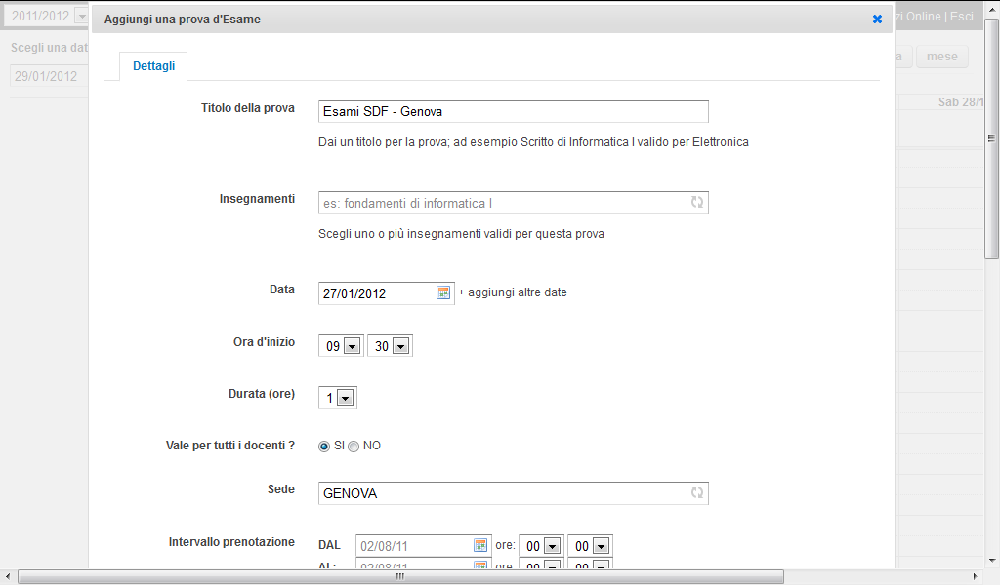 2011/2012
Aggiungi una prova d'Esame
zi Online | Esci
Scegli una dat
29/01/2012
a
mese
Sab 28/1
Dettagli
Titolo della prova
Esami SDF - Genova
Dai un titolo per la prova; ad esempio Scritto di Informatica I valido per Elettronica
Insegnamenti
es: fondamenti di informatica I
Scegli uno o più insegnamenti validi per questa prova
Data
27/01/2012
+ aggiungi altre date
Ora d'inizio
09
30
Durata (ore)
1
Vale per tutti i docenti ?
SI
NO
Sede
GENOVA
Intervallo prenotazione
DAL
02/08/11
ore:
00
00
AL:
02/08/11
ore:
00
00